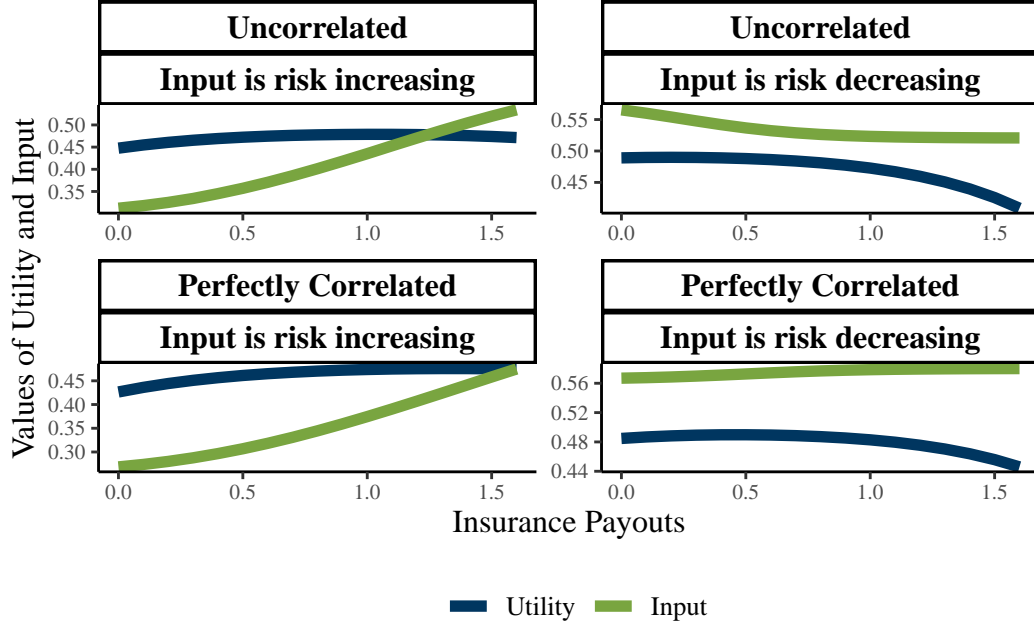 Values of Utility and Input
Uncorrelated
Input is risk increasing
0.50
0.45
0.40
0.35
0.0 0.5 1.0 1.5
Uncorrelated
Input is risk decreasing
0.55
0.50
0.45
0.0 0.5 1.0 1.5
Perfectly Correlated
Input is risk increasing
0.45
0.40
0.35
0.30
0.0 0.5 1.0 1.5
Perfectly Correlated
Input is risk decreasing
0.56
0.52
0.48
0.44
0.0 0.5 1.0 1.5
Insurance Payouts
Utility Input